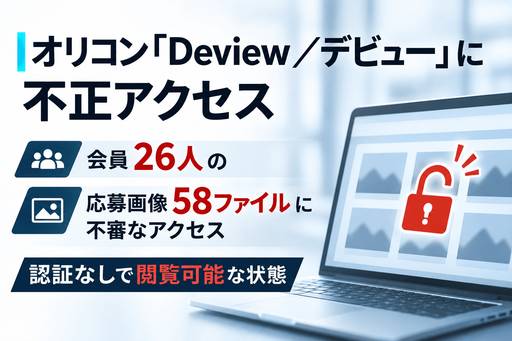 オリコン「Deview／デビュー」に
不正アクセス
会員 26人 の
応募画像 58ファイル に
不審なアクセス
認証なしで閲覧可能な状態